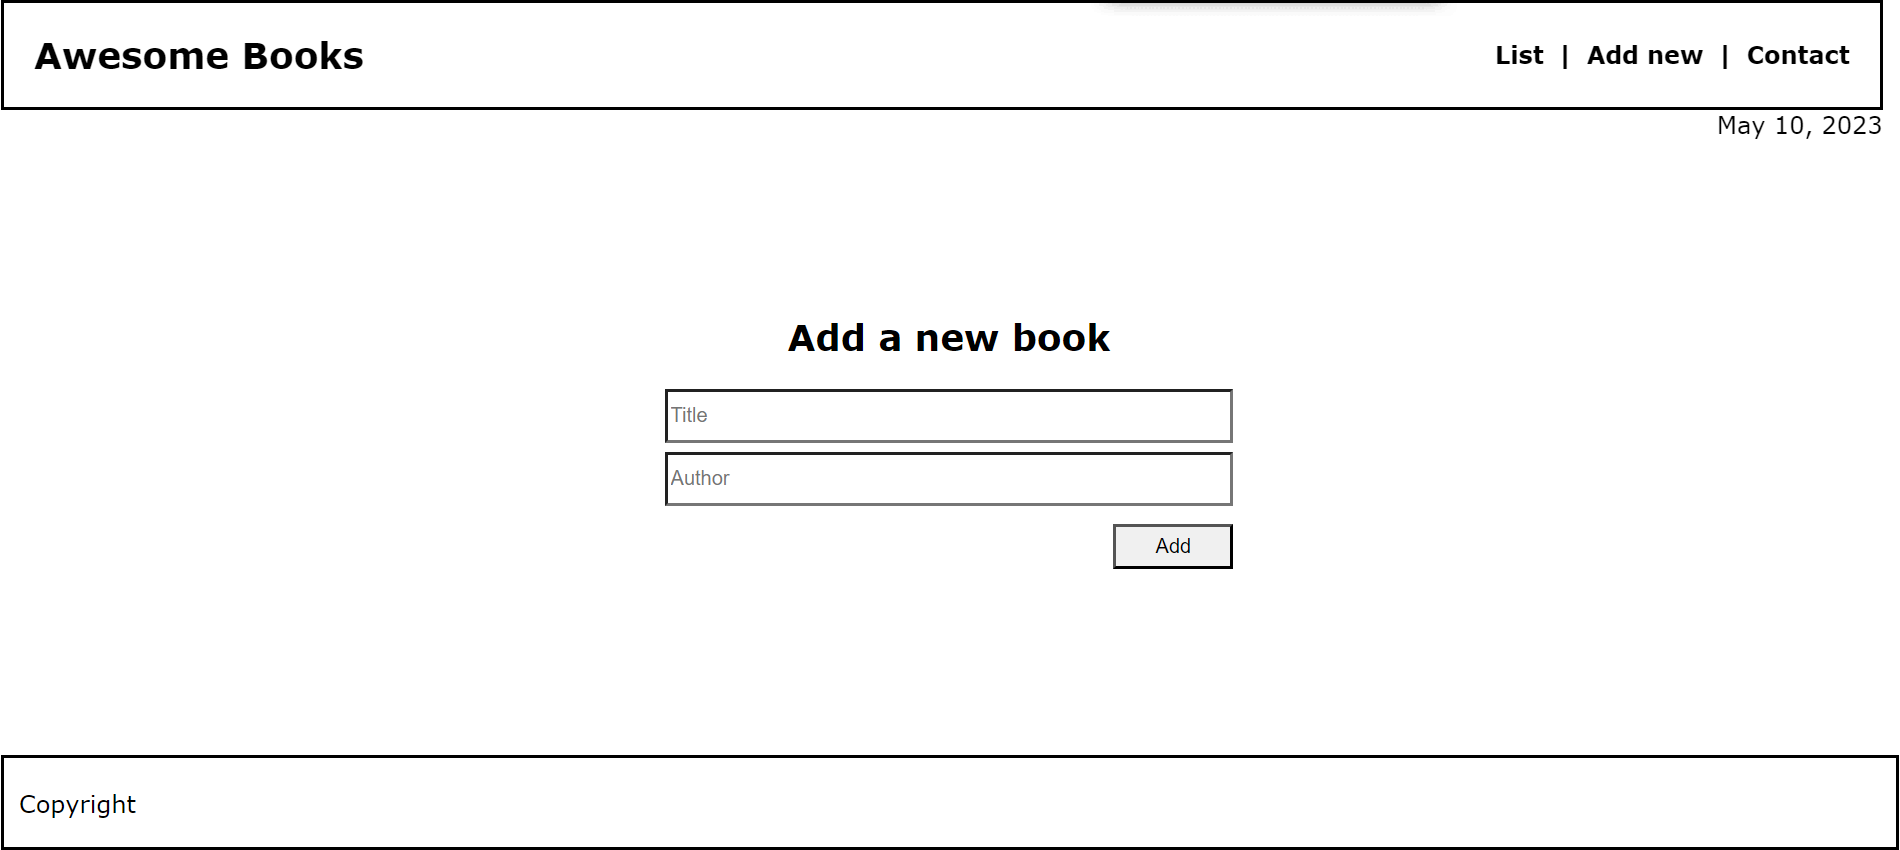 Awesome Books
List | Add new | Contact
May 10, 2023
Add a new book
Title
Author
Add
Copyright